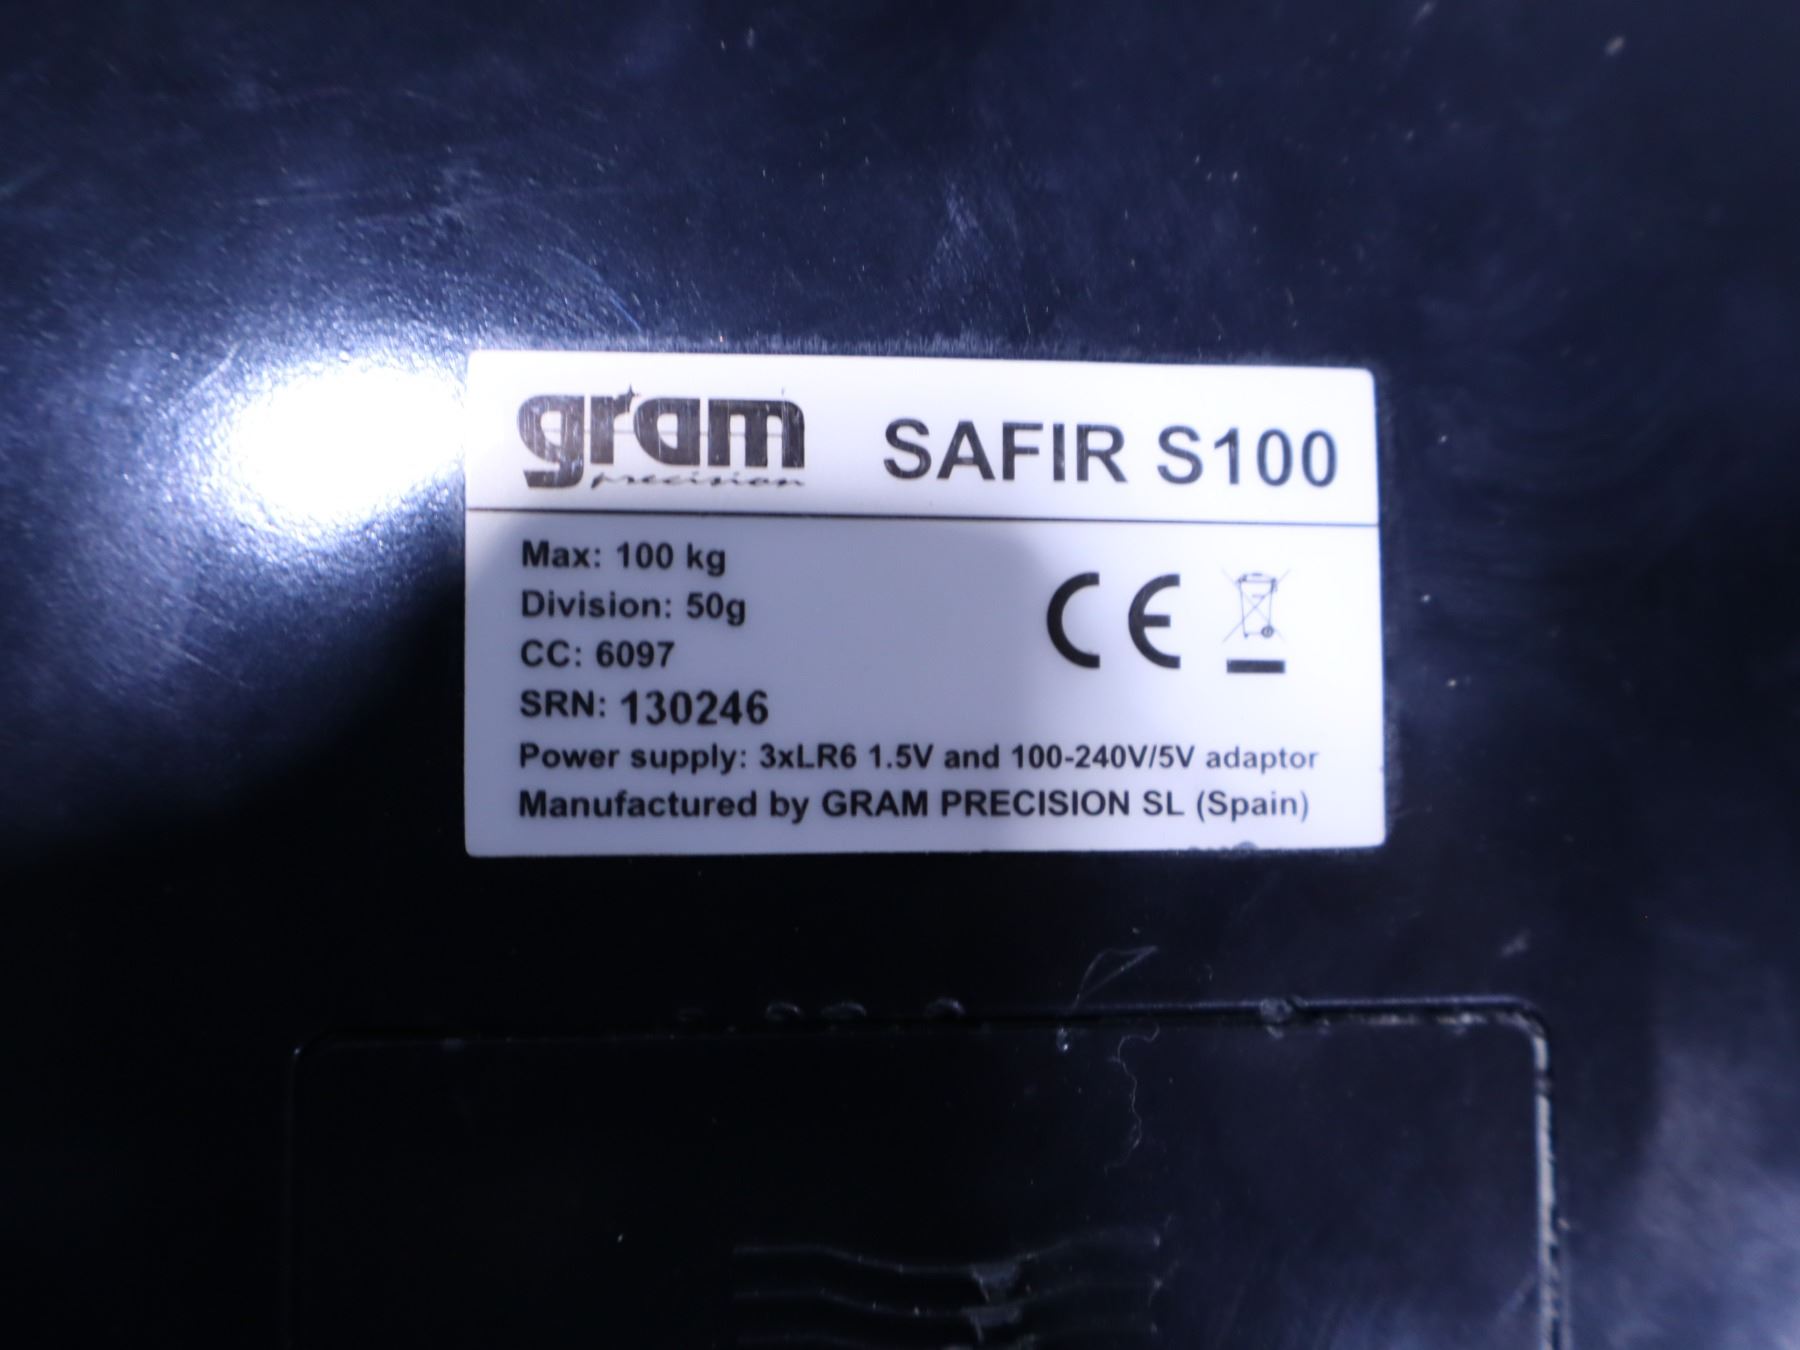 gram precision SAFIR S100
Max: 100 kg
Division: 50g
CC: 6097
SRN: 130246
CE
Power supply: 3xLR6 1.5V and 100-240V/5V adaptor
Manufactured by GRAM PRECISION SL (Spain)